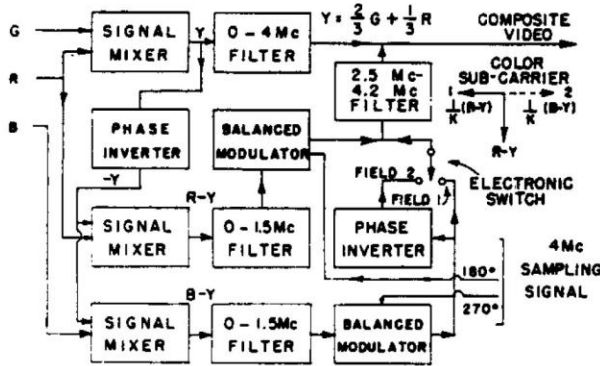 G
R
B
SIGNAL
MIXER
Y
0-4Mc
FILTER
Y = 2/3 G + 1/3 R
COMPOSITE
VIDEO
2.5 Mc-
4.2 Mc
FILTER
COLOR
SUB-CARRIER
1
2
1/K (R-Y)
1/K (B-Y)
R-Y
PHASE
INVERTER
-Y
BALANCED
MODULATOR
FIELD 2
FIELD 1
ELECTRONIC
SWITCH
SIGNAL
MIXER
R-Y
0-1.5Mc
FILTER
PHASE
INVERTER
4Mc
SAMPLING
SIGNAL
180°
270°
SIGNAL
MIXER
B-Y
0-1.5Mc
FILTER
BALANCED
MODULATOR